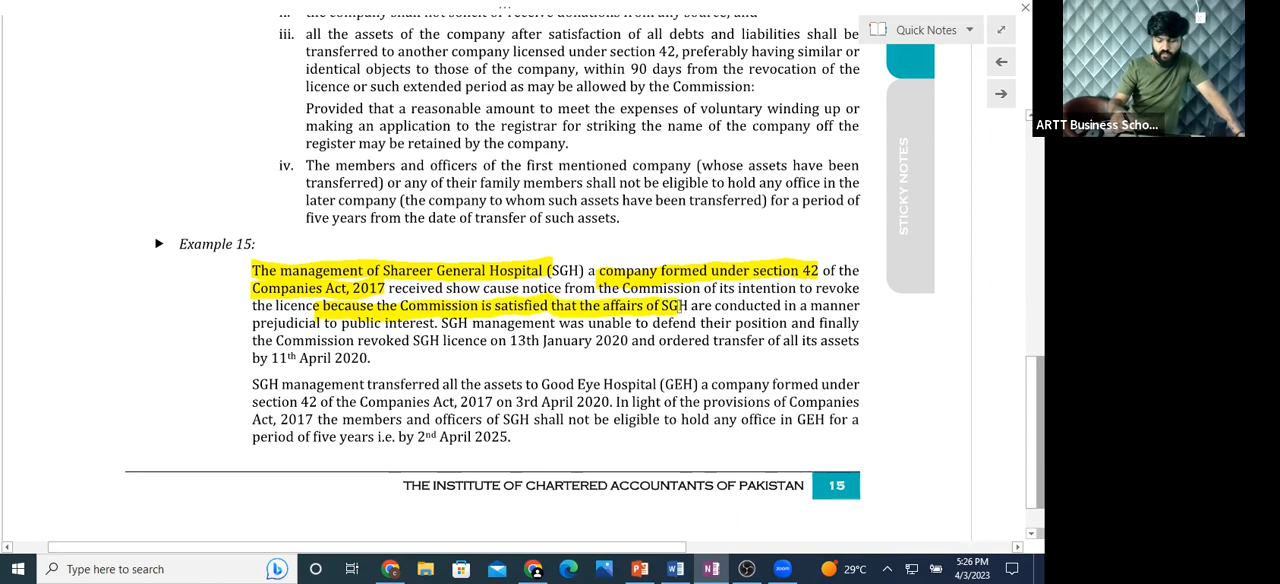 ii. the company shall not solicit or receive donations from any source; and
iii. all the assets of the company after satisfaction of all debts and liabilities shall be
transferred to another company licensed under section 42, preferably having similar or
identical objects to those of the company, within 90 days from the revocation of the
licence or such extended period as may be allowed by the Commission:
Provided that a reasonable amount to meet the expenses of voluntary winding up or
making an application to the registrar for striking the name of the company off the
register may be retained by the company.
iv. The members and officers of the first mentioned company (whose assets have been
transferred) or any of their family members shall not be eligible to hold any office in the
later company (the company to whom such assets have been transferred) for a period of
five years from the date of transfer of such assets.
Example 15:
The management of Shareer General Hospital (SGH) a company formed under section 42 of the
Companies Act, 2017 received show cause notice from the Commission of its intention to revoke
the licence because the Commission is satisfied that the affairs of SGH are conducted in a manner
prejudicial to public interest. SGH management was unable to defend their position and finally
the Commission revoked SGH licence on 13th January 2020 and ordered transfer of all its assets
by 11th April 2020.
SGH management transferred all the assets to Good Eye Hospital (GEH) a company formed under
section 42 of the Companies Act, 2017 on 3rd April 2020. In light of the provisions of Companies
Act, 2017 the members and officers of SGH shall not be eligible to hold any office in GEH for a
period of five years i.e. by 2nd April 2025.
THE INSTITUTE OF CHARTERED ACCOUNTANTS OF PAKISTAN 15
Quick Notes
STICKY NOTES
ARTT Business Scho...
Type here to search
29°C
5:26 PM
4/3/2023